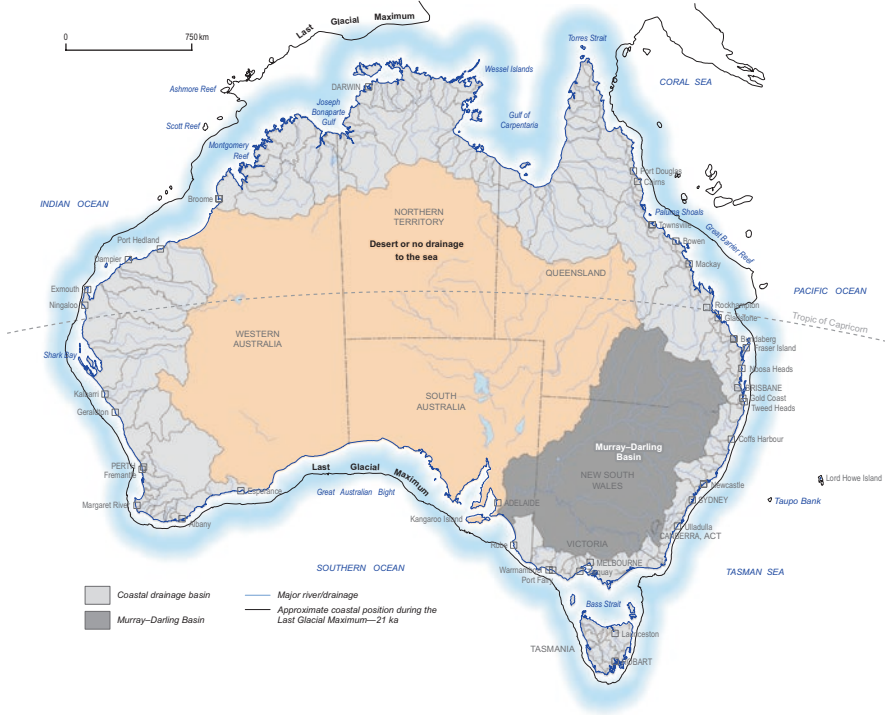 Last Glacial Maximum
0 750 km
Torres Strait
Wessel Islands
CORAL SEA
Ashmore Reef
DARWIN
Joseph
Bonaparte
Gulf
Gulf of
Carpentaria
Scott Reef
Montgomery
Reef
Port Douglas
Cairns
INDIAN OCEAN
Broome
NORTHERN
TERRITORY
Paluma Shoals
Townsville
Great Barrier Reef
Port Hedland
Desert or no drainage
to the sea
Bowen
Dampier
QUEENSLAND
Mackay
Exmouth
PACIFIC OCEAN
Ningaloo
Rockhampton
Gladstone
Tropic of Capricorn
WESTERN
AUSTRALIA
Bundaberg
Fraser Island
Shark Bay
Noosa Heads
BRISBANE
Kalbarri
SOUTH
AUSTRALIA
Gold Coast
Tweed Heads
Geraldton
Coffs Harbour
Murray–Darling
Basin
PERTH
Fremantle
Last Glacial Maximum
NEW SOUTH
WALES
Lord Howe Island
Esperance
Great Australian Bight
Newcastle
Margaret River
ADELAIDE
SYDNEY
Taupo Bank
Albany
Kangaroo Island
Ulladulla
CANBERRA, ACT
Robe
VICTORIA
SOUTHERN OCEAN
MELBOURNE
Warrnambool
Port Fairy
TASMAN SEA
Coastal drainage basin
Major river/drainage
Bass Strait
Approximate coastal position during the
Last Glacial Maximum—21 ka
Murray–Darling Basin
Launceston
TASMANIA
HOBART